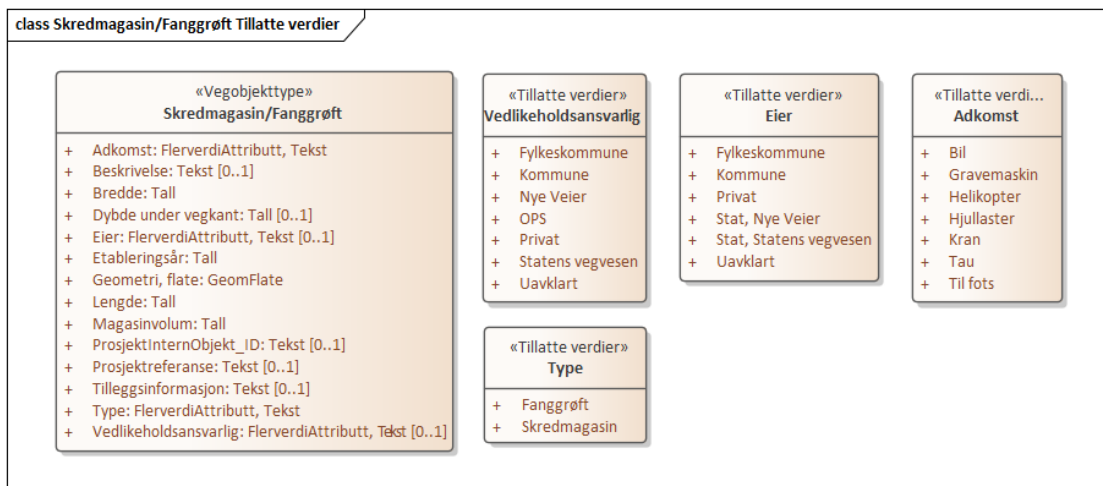 class Skredmagasin/Fanggrøft Tillatte verdier
«Vegobjekttype»
Skredmagasin/Fanggrøft
+ Adkomst: FlerverdiAttributt, Tekst
+ Beskrivelse: Tekst [0..1]
+ Bredde: Tall
+ Dybde under vegkant: Tall [0..1]
+ Eier: FlerverdiAttributt, Tekst [0..1]
+ Etableringsår: Tall
+ Geometri, flate: GeomFlate
+ Lengde: Tall
+ Magasinvolum: Tall
+ ProsjektInternObjekt_ID: Tekst [0..1]
+ Prosjektreferanse: Tekst [0..1]
+ Tilleggsinformasjon: Tekst [0..1]
+ Type: FlerverdiAttributt, Tekst
+ Vedlikeholdsansvarlig: FlerverdiAttributt, Tekst [0..1]
«Tillatte verdier»
Vedlikeholdsansvarlig
+ Fylkeskommune
+ Kommune
+ Nye Veier
+ OPS
+ Privat
+ Statens vegvesen
+ Uavklart
«Tillatte verdier»
Eier
+ Fylkeskommune
+ Kommune
+ Privat
+ Stat, Nye Veier
+ Stat, Statens vegvesen
+ Uavklart
«Tillatte verdi...
Adkomst
+ Bil
+ Gravemaskin
+ Helikopter
+ Hjullaster
+ Kran
+ Tau
+ Til fots
«Tillatte verdier»
Type
+ Fanggrøft
+ Skredmagasin